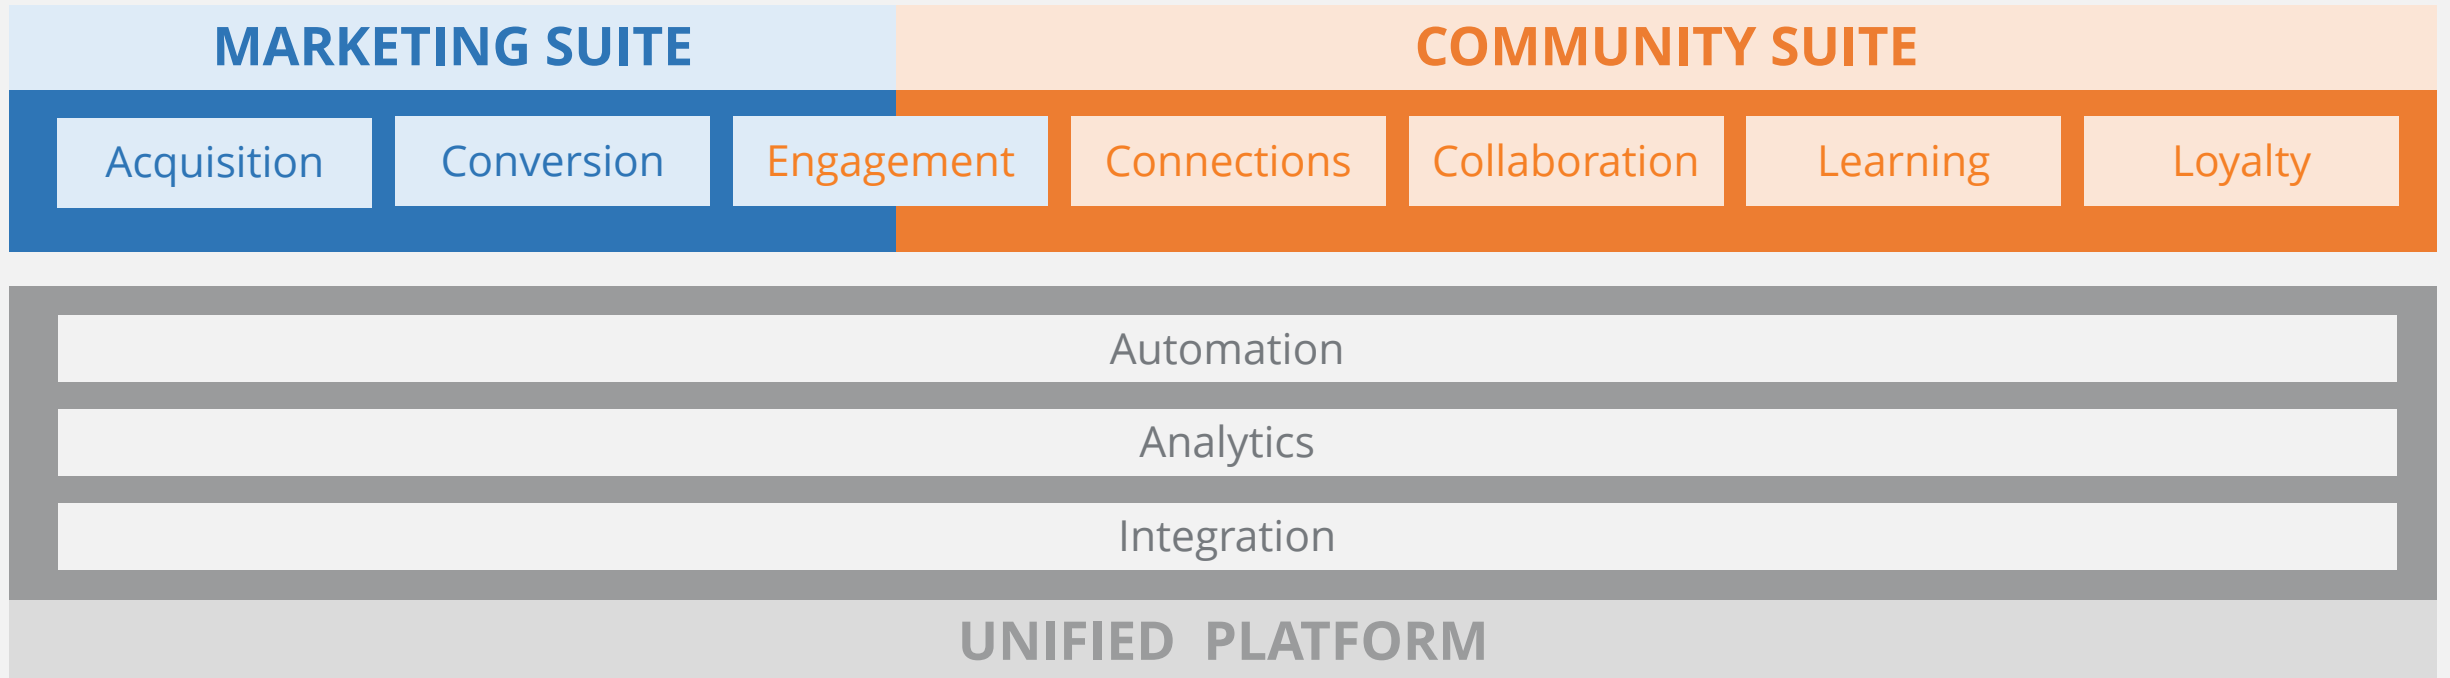 MARKETING SUITE COMMUNITY SUITE
Acquisition Conversion Engagement Connections Collaboration Learning Loyalty
Automation
Analytics
Integration
UNIFIED PLATFORM